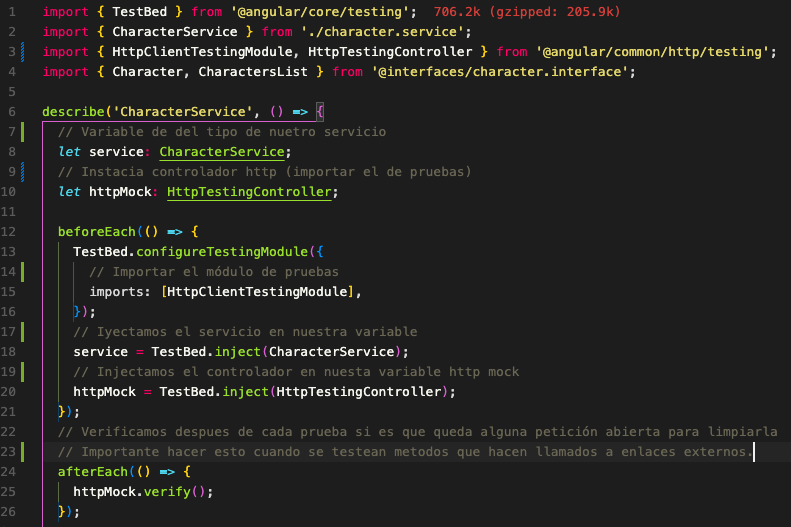 1 import { TestBed } from '@angular/core/testing'; 706.2k (gzipped: 205.9k)
2 import { CharacterService } from './character.service';
3 import { HttpClientTestingModule, HttpTestingController } from '@angular/common/http/testing';
4 import { Character, CharactersList } from '@interfaces/character.interface';
5
6 describe('CharacterService', () => {
7 // Variable de del tipo de nuetro servicio
8 let service: CharacterService;
9 // Instacia controlador http (importar el de pruebas)
10 let httpMock: HttpTestingController;
11
12 beforeEach(() => {
13 TestBed.configureTestingModule({
14 // Importar el módulo de pruebas
15 imports: [HttpClientTestingModule],
16 });
17 // Iyectamos el servicio en nuestra variable
18 service = TestBed.inject(CharacterService);
19 // Injectamos el controlador en nuesta variable http mock
20 httpMock = TestBed.inject(HttpTestingController);
21 });
22 // Verificamos despues de cada prueba si es que queda alguna petición abierta para limpiarla
23 // Importante hacer esto cuando se testean metodos que hacen llamados a enlaces externos.
24 afterEach(() => {
25 httpMock.verify();
26 });